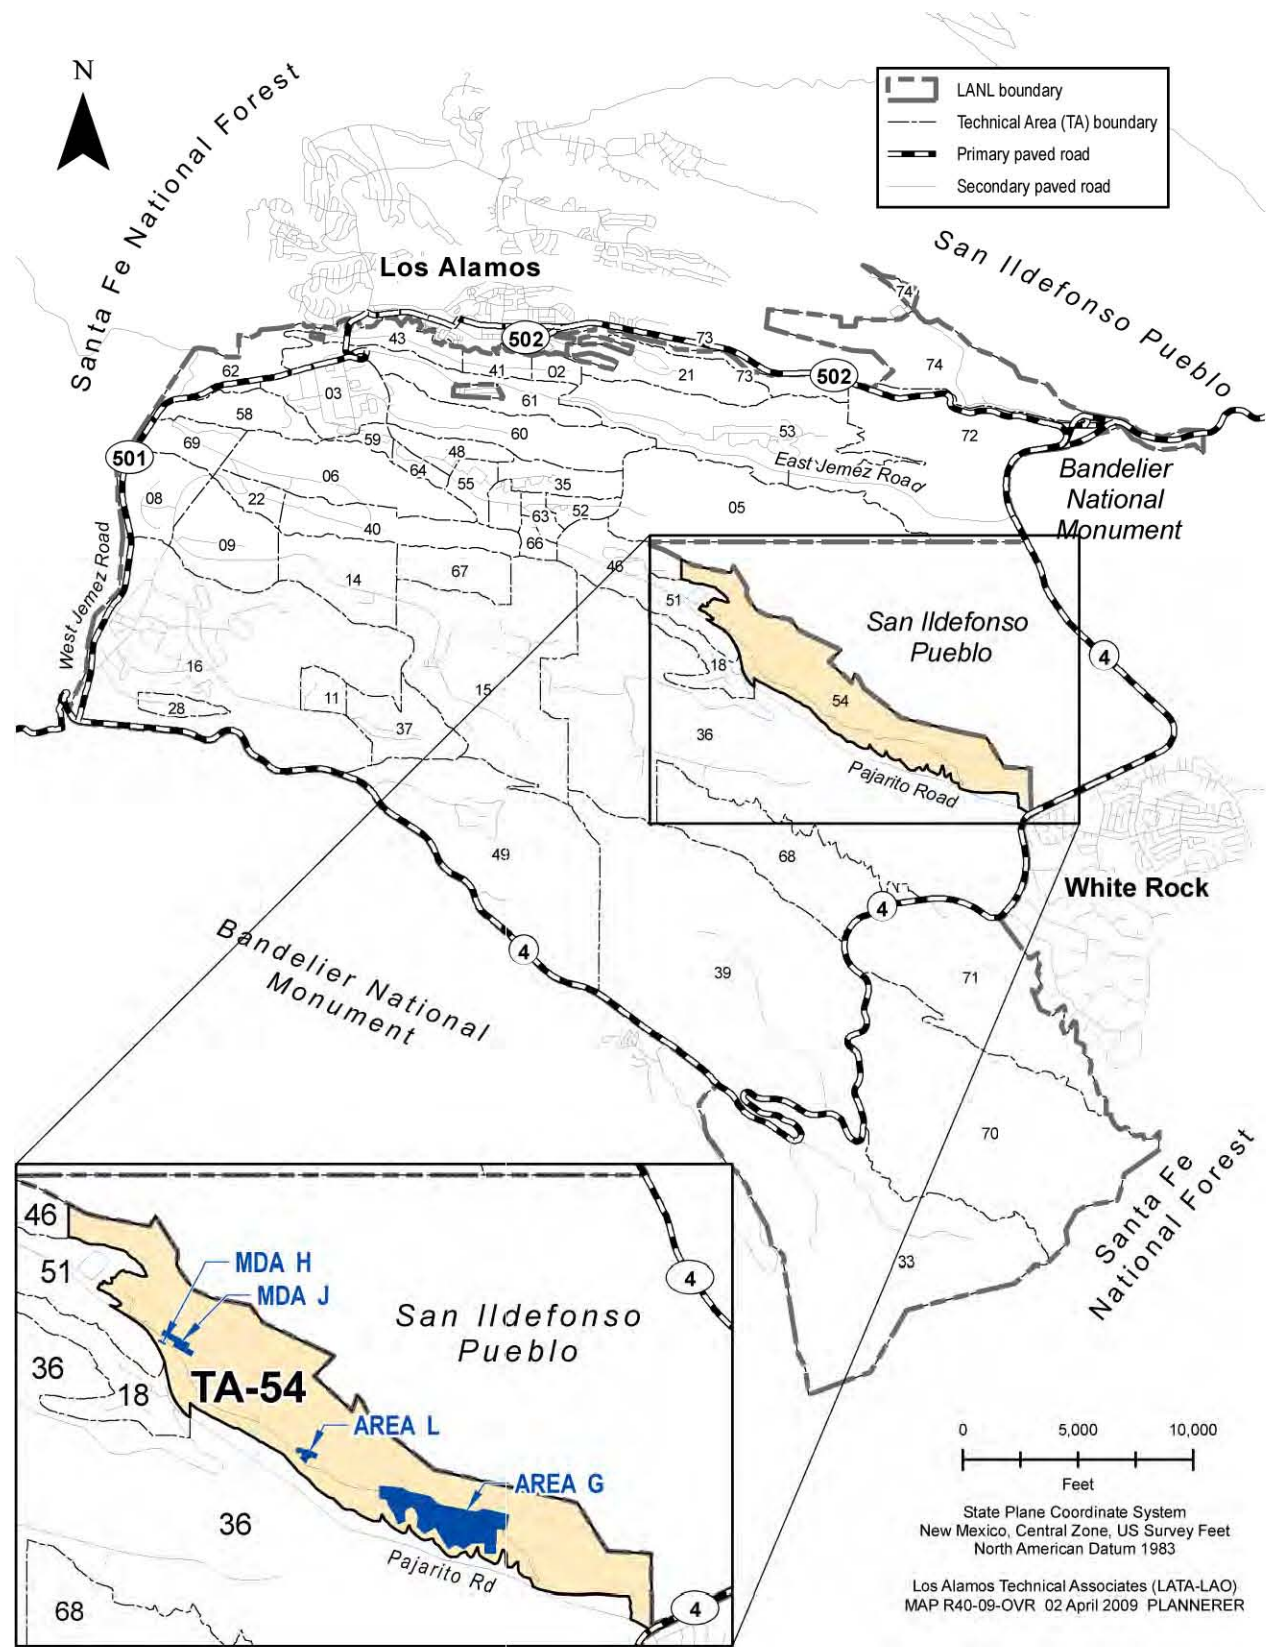 N
Santa Fe National Forest
LANL boundary
Technical Area (TA) boundary
Primary paved road
Secondary paved road
San Ildefonso Pueblo
Los Alamos
74
43
502
73
62
41
02
21
73
502
74
03
61
58
60
53
72
69
59
48
East Jemez Road
501
64
06
55
35
Bandelier
National
Monument
08
22
63
52
05
40
66
09
46
67
14
51
West Jemez Road
San Ildefonso
Pueblo
4
16
18
15
11
54
28
37
36
Pajarito Road
49
68
White Rock
4
Bandelier National
Monument
4
39
71
70
Santa Fe
National Forest
33
46
51
MDA H
MDA J
4
San Ildefonso
Pueblo
36
18
TA-54
AREA L
AREA G
36
Pajarito Rd
68
4
0 5,000 10,000
Feet
State Plane Coordinate System
New Mexico, Central Zone, US Survey Feet
North American Datum 1983
Los Alamos Technical Associates (LATA-LAO)
MAP R40-09-OVR 02 April 2009 PLANNERER